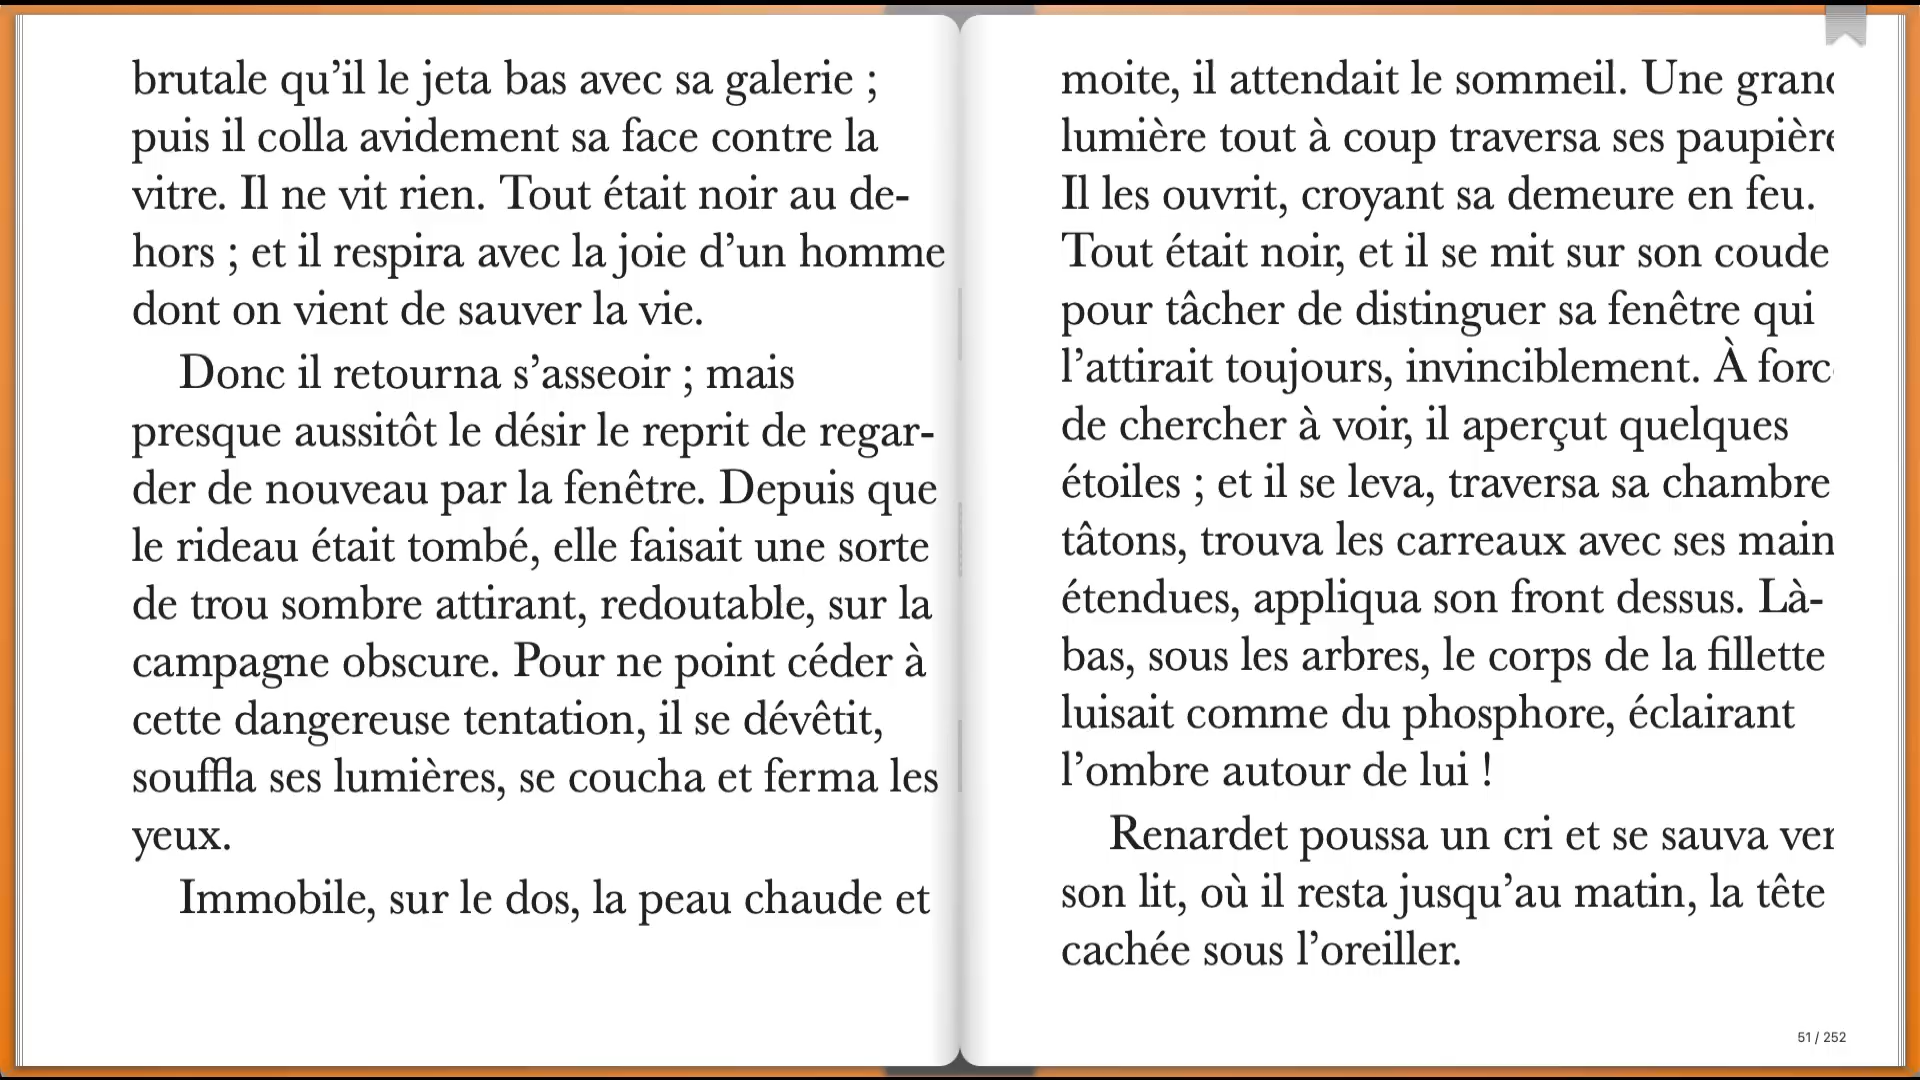 brutale qu’il le jeta bas avec sa galerie ;
puis il colla avidement sa face contre la
vitre. Il ne vit rien. Tout était noir au de-
hors ; et il respira avec la joie d’un homme
dont on vient de sauver la vie.
Donc il retourna s’asseoir ; mais
presque aussitôt le désir le reprit de regar-
der de nouveau par la fenêtre. Depuis que
le rideau était tombé, elle faisait une sorte
de trou sombre attirant, redoutable, sur la
campagne obscure. Pour ne point céder à
cette dangereuse tentation, il se dévêtit,
souffla ses lumières, se coucha et ferma les
yeux.
Immobile, sur le dos, la peau chaude et
moite, il attendait le sommeil. Une gran
lumière tout à coup traversa ses paupièr
Il les ouvrit, croyant sa demeure en feu.
Tout était noir, et il se mit sur son coude
pour tâcher de distinguer sa fenêtre qui
l’attirait toujours, invinciblement. À forc
de chercher à voir, il aperçut quelques
étoiles ; et il se leva, traversa sa chambre
tâtons, trouva les carreaux avec ses main
étendues, appliqua son front dessus. Là-
bas, sous les arbres, le corps de la fillette
luisait comme du phosphore, éclairant
l’ombre autour de lui !
Renardet poussa un cri et se sauva ver
son lit, où il resta jusqu’au matin, la tête
cachée sous l’oreiller.
51 / 252